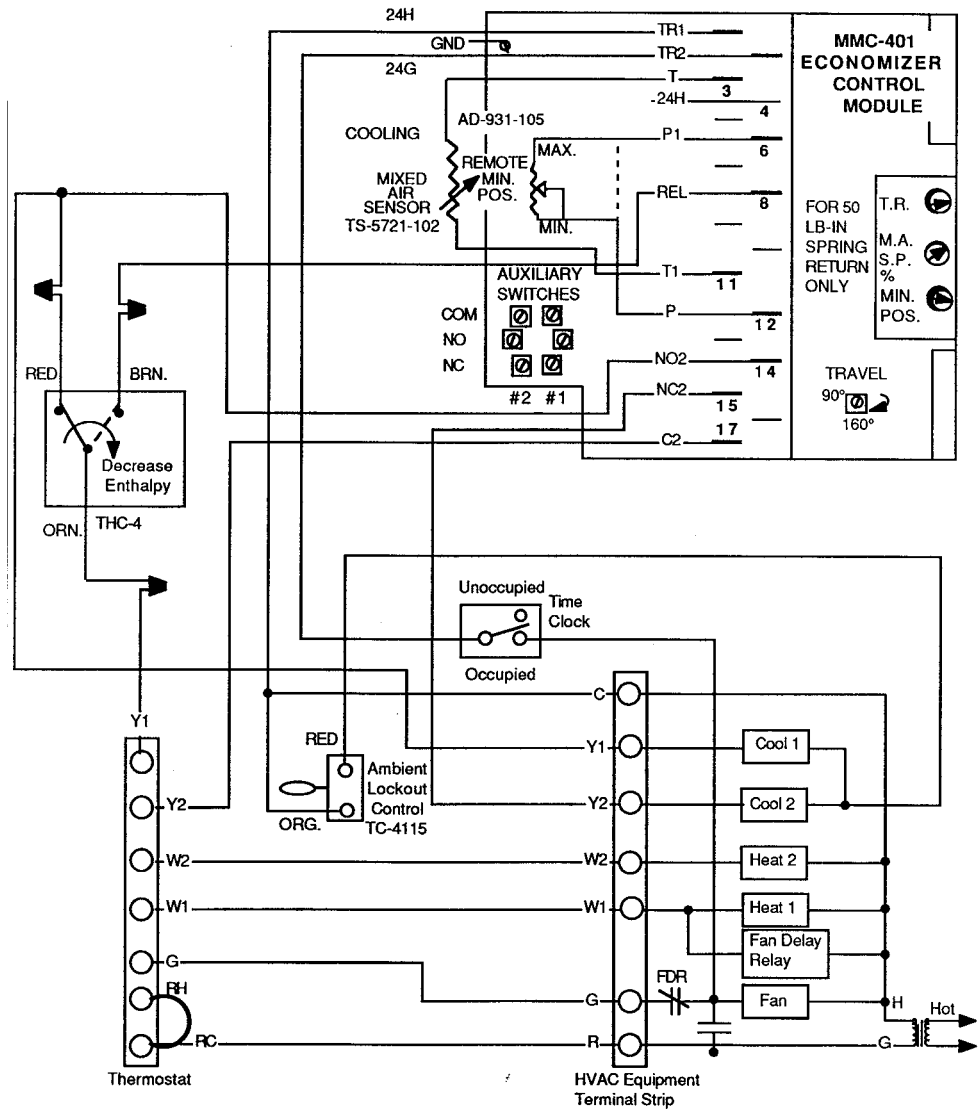 24H
TR1
GND
TR2
24G
T
3
-24H
4
MMC-401
ECONOMIZER
CONTROL
MODULE
AD-931-105
COOLING
P1
6
MAX.
REMOTE
MIN.
POS.
MIXED
AIR
SENSOR
TS-5721-102
REL
8
MIN.
FOR 50
LB-IN
SPRING
RETURN
ONLY
T.R.
M.A.
S.P.
%
MIN.
POS.
T1
11
AUXILIARY
SWITCHES
COM
NO
NC
#2 #1
P
12
NO2
14
NC2
15
17
C2
TRAVEL
90°
160°
RED
BRN.
Decrease
Enthalpy
THC-4
ORN.
Unoccupied
Time
Clock
Occupied
Y1
C
RED
Y1
Cool 1
Ambient
Lockout
Control
TC-4115
ORG.
Y2
Y2
Cool 2
W2
W2
Heat 2
W1
W1
Heat 1
Fan Delay
Relay
G
FDR
RH
G
Fan
H
Hot
RC
R
G
Thermostat
HVAC Equipment
Terminal Strip